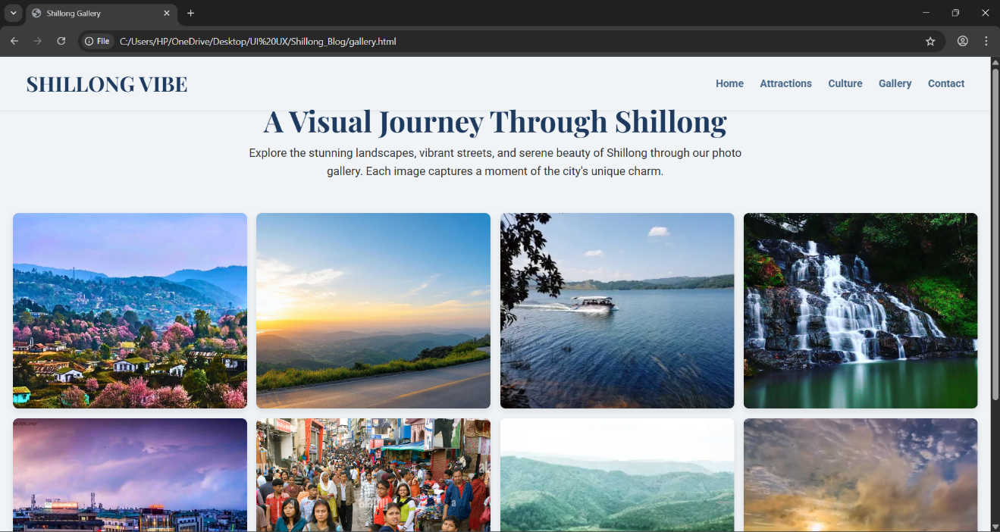 Shillong Gallery
File
C:/Users/HP/OneDrive/Desktop/UI%20UX/Shillong_Blog/gallery.html
SHILLONG VIBE
Home Attractions Culture Gallery Contact
A Visual Journey Through Shillong
Explore the stunning landscapes, vibrant streets, and serene beauty of Shillong through our photo
gallery. Each image captures a moment of the city's unique charm.
alamy
a